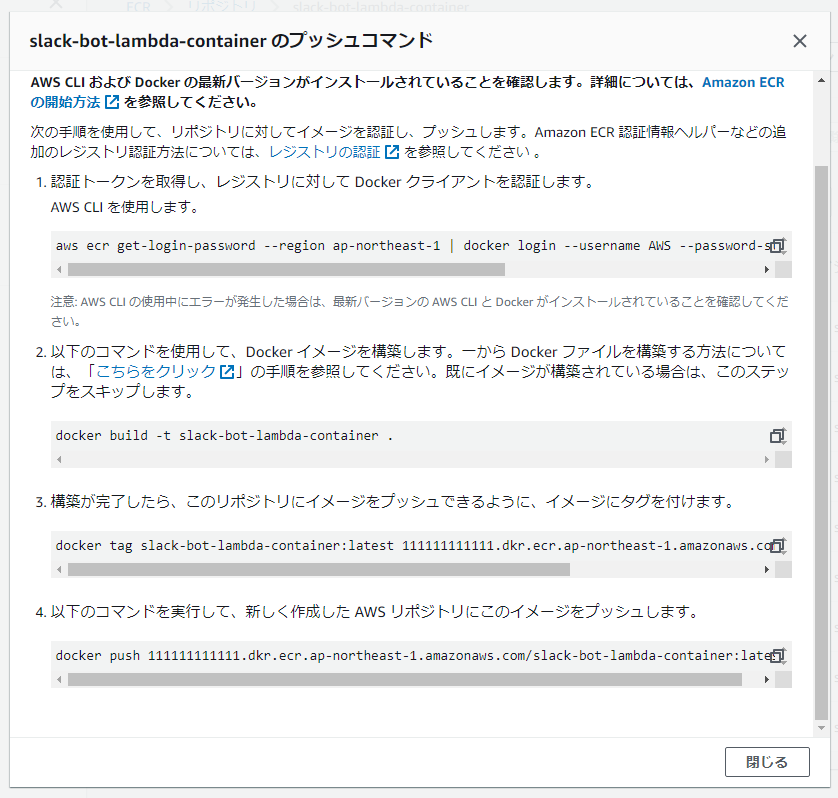 ECR リポジトリ slack-bot-lambda-container
slack-bot-lambda-container のプッシュコマンド
AWS CLI および Docker の最新バージョンがインストールされていることを確認します。詳細については、Amazon ECR
の開始方法 を参照してください。
次の手順を使用して、リポジトリに対してイメージを認証し、プッシュします。Amazon ECR 認証情報ヘルパーなどの追
加のレジストリ認証方法については、レジストリの認証 を参照してください 。
1. 認証トークンを取得し、レジストリに対して Docker クライアントを認証します。
AWS CLI を使用します。
aws ecr get-login-password --region ap-northeast-1 | docker login --username AWS --password-
注意: AWS CLI の使用中にエラーが発生した場合は、最新バージョンの AWS CLI と Docker がインストールされていることを確認してくだ
さい。
2. 以下のコマンドを使用して、Docker イメージを構築します。一から Docker ファイルを構築する方法について
は、「こちらをクリック 」の手順を参照してください。既にイメージが構築されている場合は、このステッ
プをスキップします。
docker build -t slack-bot-lambda-container .
3. 構築が完了したら、このリポジトリにイメージをプッシュできるように、イメージにタグを付けます。
docker tag slack-bot-lambda-container:latest 111111111111.dkr.ecr.ap-northeast-1.amazonaws.co
4. 以下のコマンドを実行して、新しく作成した AWS リポジトリにこのイメージをプッシュします。
docker push 111111111111.dkr.ecr.ap-northeast-1.amazonaws.com/slack-bot-lambda-container:late
閉じる